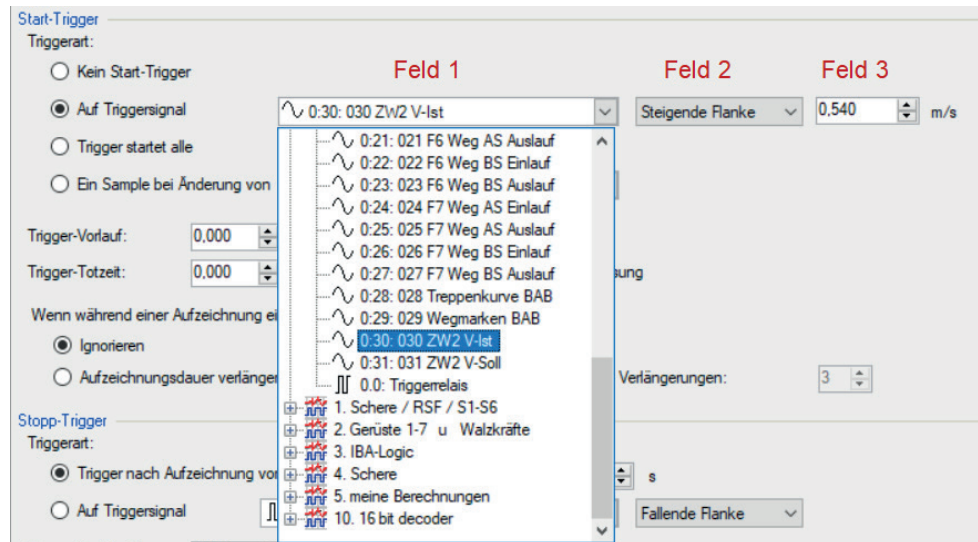 Start-Trigger
Triggerart:
Kein Start-Trigger
Feld 1 Feld 2 Feld 3
Auf Triggersignal 0:30: 030 ZW2 V-Ist Steigende Flanke 0,540 m/s
0:21: 021 F6 Weg AS Auslauf
Trigger startet alle 0:22: 022 F6 Weg BS Einlauf
0:23: 023 F6 Weg BS Auslauf
Ein Sample bei Änderung von 0:24: 024 F7 Weg AS Einlauf
0:25: 025 F7 Weg AS Auslauf
Trigger-Vorlauf: 0,000 0:26: 026 F7 Weg BS Einlauf
Trigger-Totzeit: 0,000 0:27: 027 F7 Weg BS Auslauf sung
0:28: 028 Treppenkurve BAB
Wenn während einer Aufzeichnung ei 0:29: 029 Wegmarken BAB
Ignorieren 0:30: 030 ZW2 V-Ist
0:31: 031 ZW2 V-Soll
Aufzeichnungsdauer verlänger 0.0: Triggerrelais Verlängerungen: 3
1. Schere / RSF / S1-S6
Stopp-Trigger 2. Gerüste 1-7 u Walzkräfte
Triggerart: 3. IBA-Logic
Trigger nach Aufzeichnung vor 4. Schere s
5. meine Berechnungen
Auf Triggersignal 10. 16 bit decoder Fallende Flanke